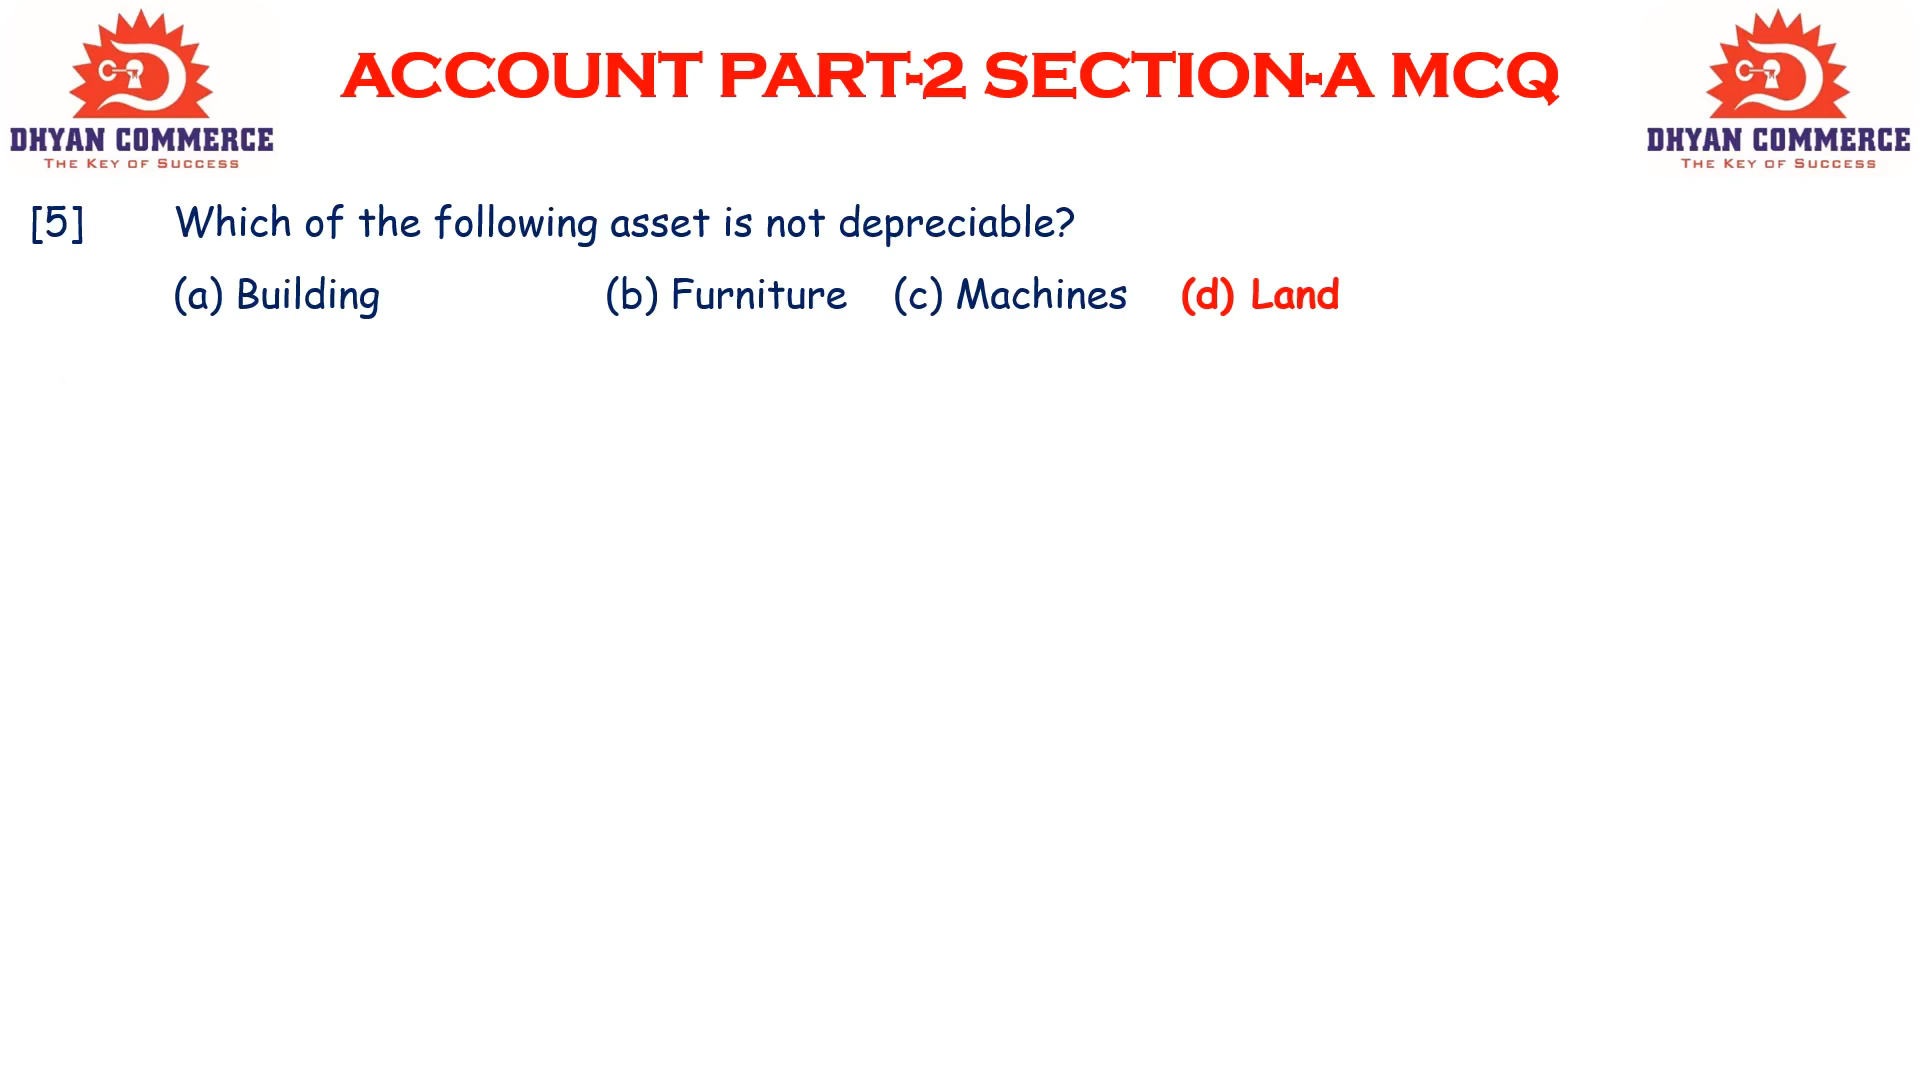 ACCOUNT PART-2 SECTION-A MCQ
DHYAN COMMERCE
THE KEY OF SUCCESS
DHYAN COMMERCE
THE KEY OF SUCCESS
[5] Which of the following asset is not depreciable?
(a) Building (b) Furniture (c) Machines (d) Land